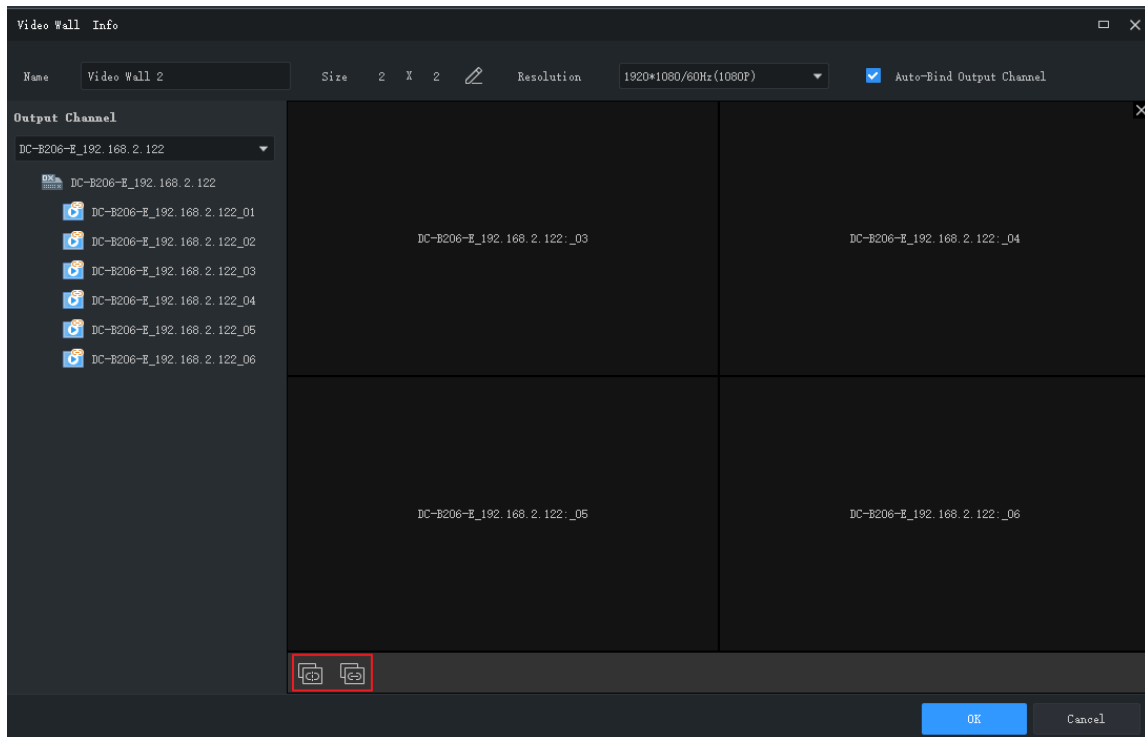 Video Wall Info
Name Video Wall 2 Size 2 X 2 Resolution 1920*1080/60Hz(1080P) Auto-Bind Output Channel
Output Channel
DC-B206-E_192.168.2.122
DC-B206-E_192.168.2.122
DC-B206-E_192.168.2.122_01
DC-B206-E_192.168.2.122_02
DC-B206-E_192.168.2.122_03
DC-B206-E_192.168.2.122_04
DC-B206-E_192.168.2.122_05
DC-B206-E_192.168.2.122_06
DC-B206-E_192.168.2.122:_03
DC-B206-E_192.168.2.122:_04
DC-B206-E_192.168.2.122:_05
DC-B206-E_192.168.2.122:_06
OK Cancel